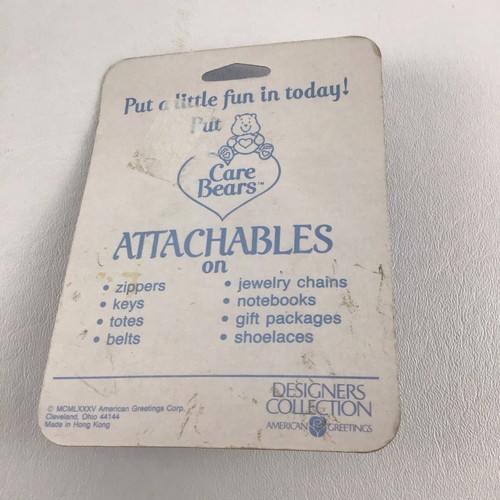 Put a little fun in today!
Put
Care
Bears™
ATTACHABLES
on
• zippers
• keys
• totes
• belts
• jewelry chains
• notebooks
• gift packages
• shoelaces
© MCMLXXXV American Greetings Corp.
Cleveland, Ohio 44144
Made in Hong Kong
DESIGNERS
COLLECTION
AMERICAN GREETINGS